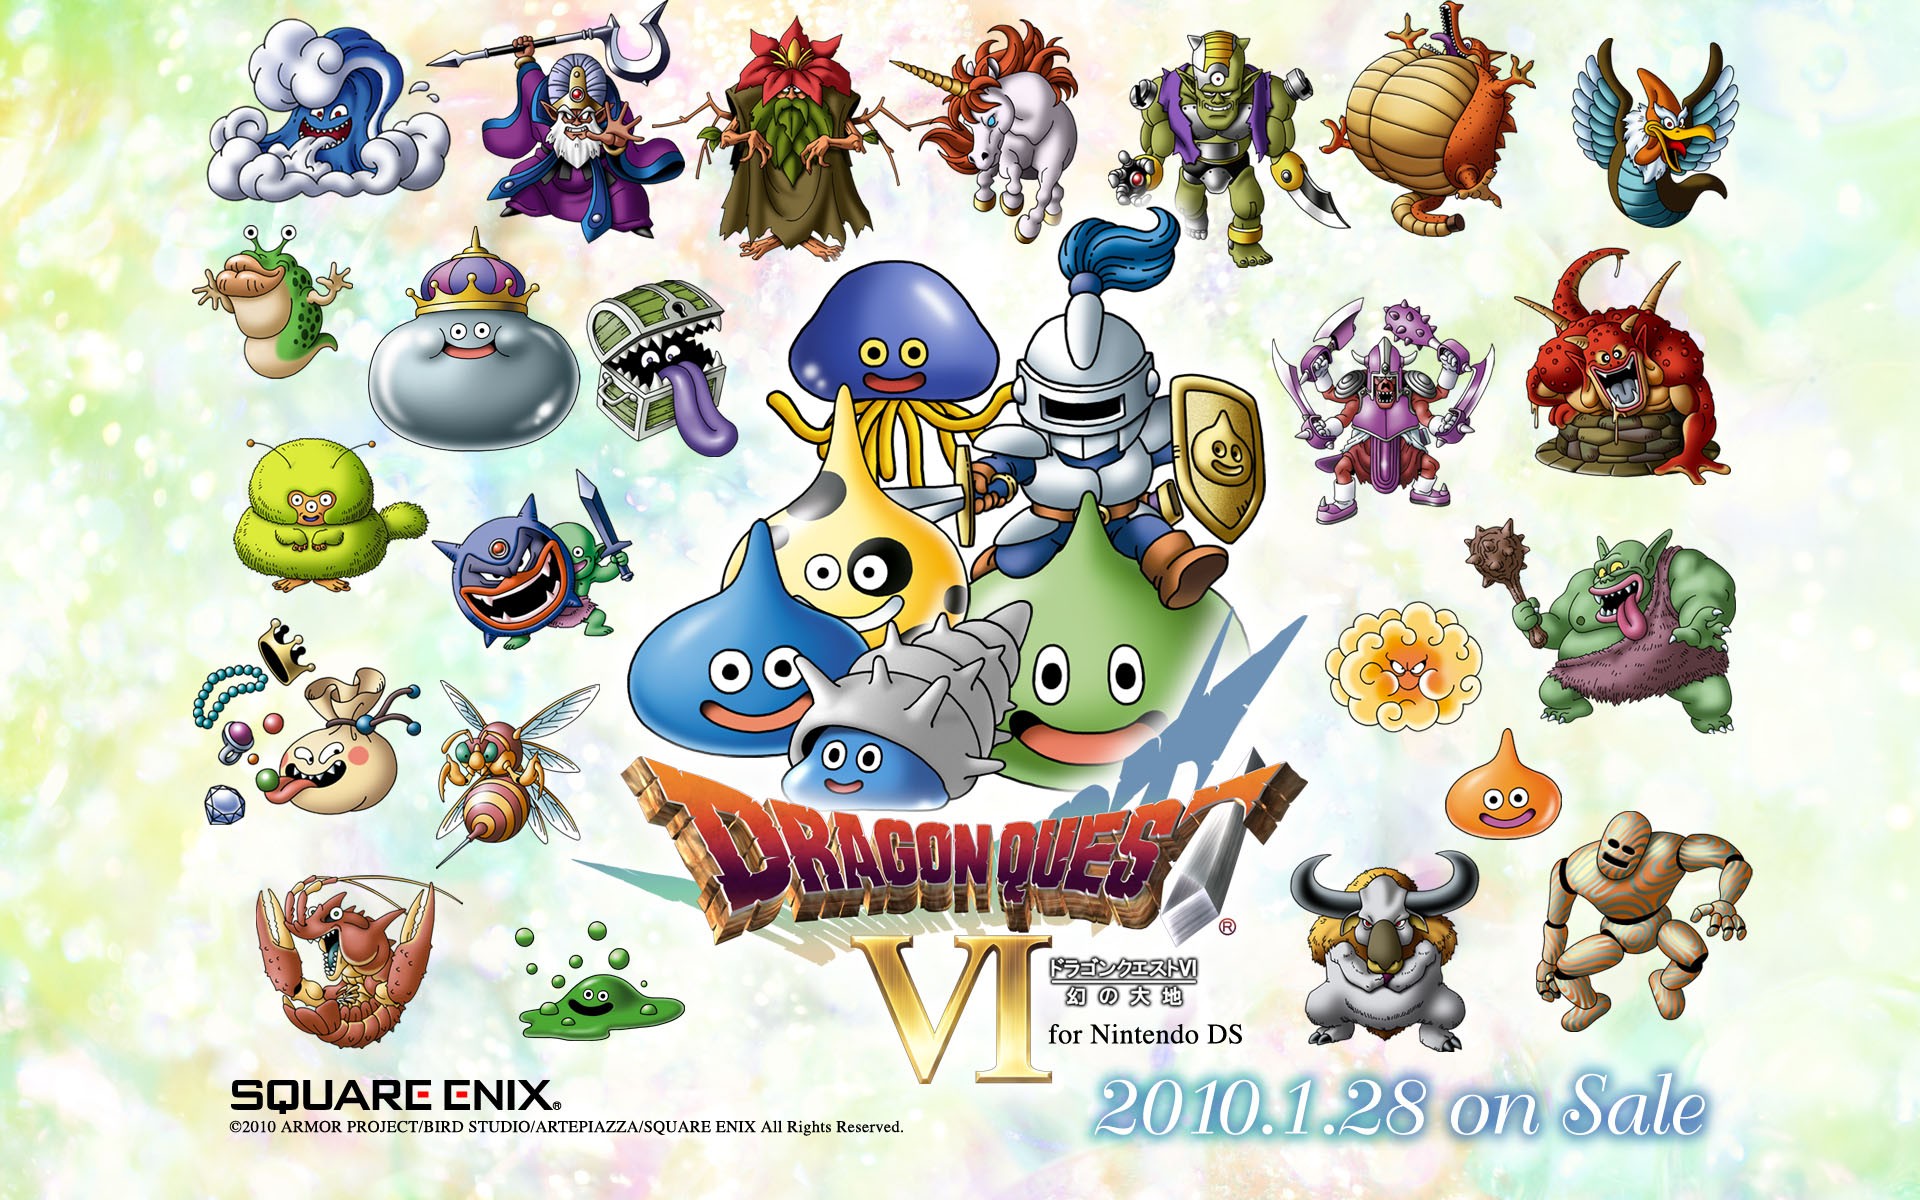 DRAGON QUEST®
VI
ドラゴンクエストVI
幻の大地
for Nintendo DS
SQUARE ENIX®
2010.1.28 on Sale
©2010 ARMOR PROJECT/BIRD STUDIO/ARTEPIAZZA/SQUARE ENIX All Rights Reserved.